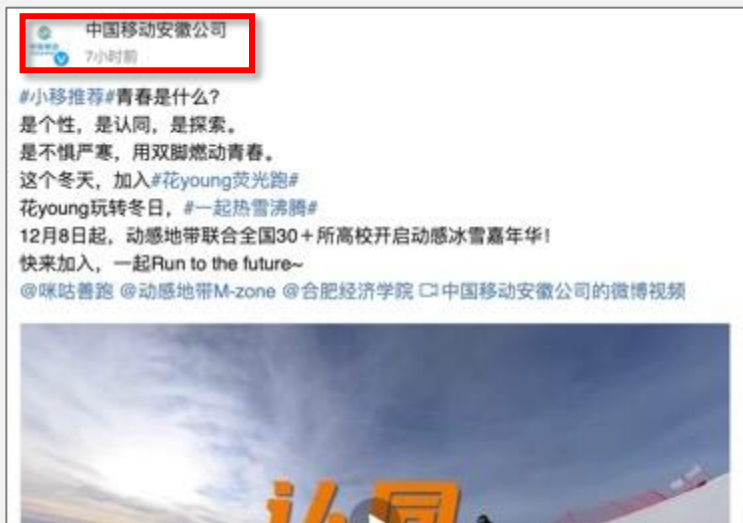 中国移动安徽公司
7小时前
#小移推荐#青春是什么?
是个性，是认同，是探索。
是不惧严寒，用双脚燃动青春。
这个冬天，加入#花young荧光跑#
花young玩转冬日，#一起热雪沸腾#
12月8日起，动感地带联合全国30＋所高校开启动感冰雪嘉年华！
快来加入，一起Run to the future~
@咪咕善跑 @动感地带M-zone @合肥经济学院 中国移动安徽公司的微博视频
认同